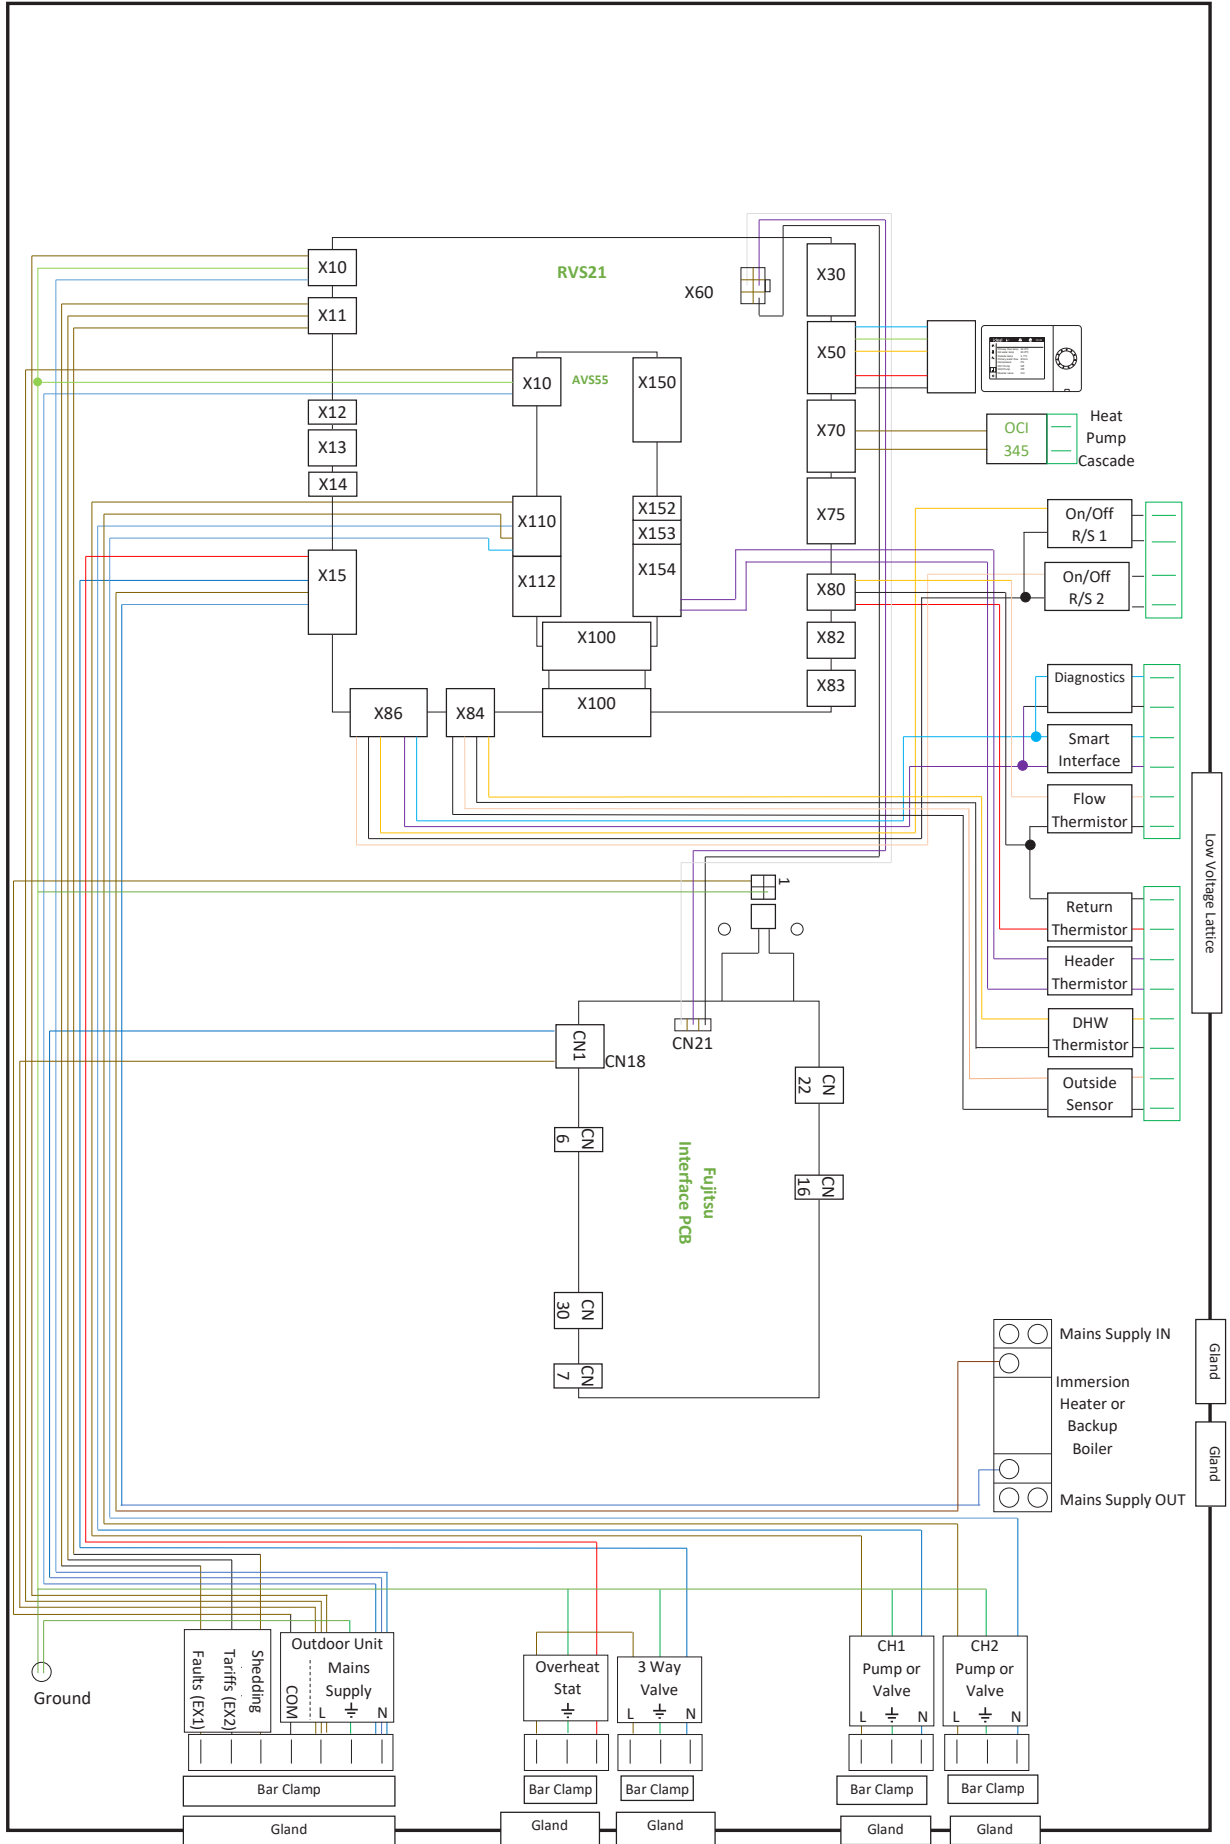 RVS21
X10
X11
X12
X13
X14
X15
X60
X30
X50
X70
X75
X80
X82
X83
AVS55
X10
X150
X110
X112
X152
X153
X154
X100
X100
X86
X84
OCI
345
Heat
Pump
Cascade
On/Off
R/S 1
On/Off
R/S 2
Diagnostics
Smart
Interface
Flow
Thermistor
Return
Thermistor
Header
Thermistor
DHW
Thermistor
Outside
Sensor
Low Voltage Lattice
1
CN1
CN18
CN21
CN
22
CN
6
CN
16
CN
30
CN
7
Fujitsu
Interface PCB
Mains Supply IN
Immersion
Heater or
Backup
Boiler
Mains Supply OUT
Gland
Gland
Ground
Faults (EX1)
Tariffs (EX2)
Shedding
Outdoor Unit
COM
Mains
Supply
L
N
Overheat
Stat
3 Way
Valve
L
N
CH1
Pump or
Valve
L
N
CH2
Pump or
Valve
L
N
Bar Clamp
Bar Clamp
Bar Clamp
Bar Clamp
Bar Clamp
Gland
Gland
Gland
Gland
Gland